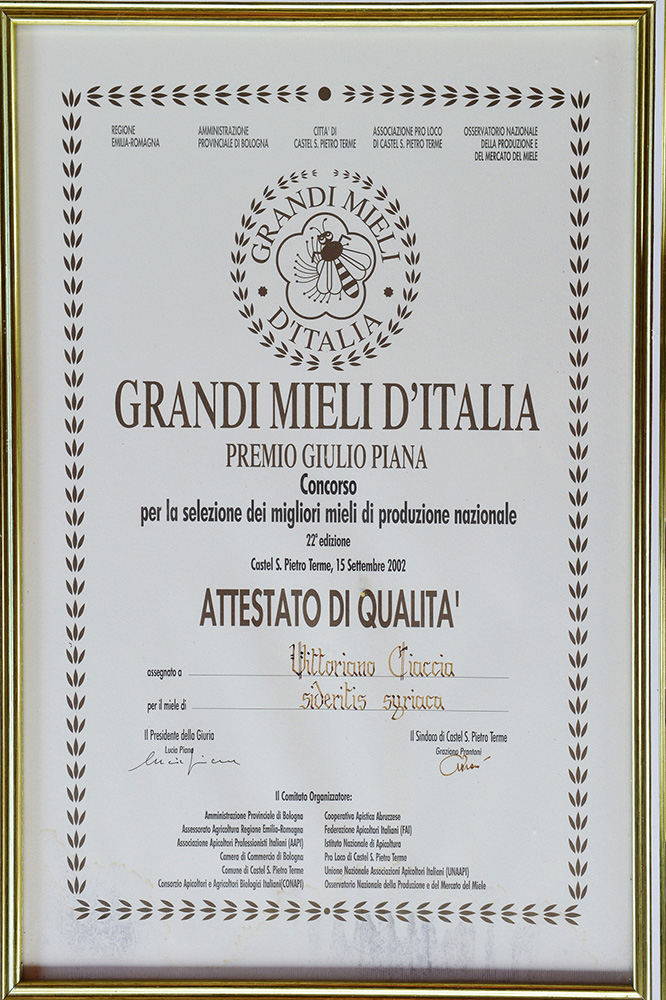 REGIONE
EMILIA-ROMAGNA
AMMINISTRAZIONE
PROVINCIALE DI BOLOGNA
CITTA' DI
CASTEL S. PIETRO TERME
ASSOCIAZIONE PRO LOCO
DI CASTEL S. PIETRO TERME
OSSERVATORIO NAZIONALE
DELLA PRODUZIONE E
DEL MERCATO DEL MIELE
GRANDI MIELI
D'ITALIA
GRANDI MIELI D'ITALIA
PREMIO GIULIO PIANA
Concorso
per la selezione dei migliori mieli di produzione nazionale
22ª edizione
Castel S. Pietro Terme, 15 Settembre 2002
ATTESTATO DI QUALITA'
assegnato a Vittoriano Ciaccia
per il miele di sideritis syriaca
Il Presidente della Giuria
Lucia Piana
Lucia Piana
Il Sindaco di Castel S. Pietro Terme
Graziano Prantoni
Il Comitato Organizzatore:
Amministrazione Provinciale di Bologna
Assessorato Agricoltura Regione Emilia-Romagna
Associazione Apicoltori Professionisti Italiani (AAPI)
Camera di Commercio di Bologna
Comune di Castel S. Pietro Terme
Consorzio Apicoltori e Agricoltori Biologici Italiani(CONAPI)
Cooperativa Apistica Abruzzese
Federazione Apicoltori Italiani (FAI)
Istituto Nazionale di Apicoltura
Pro Loco di Castel S. Pietro Terme
Unione Nazionale Associazioni Apicoltori Italiani (UNAAPI)
Osservatorio Nazionale della Produzione e del Mercato del Miele